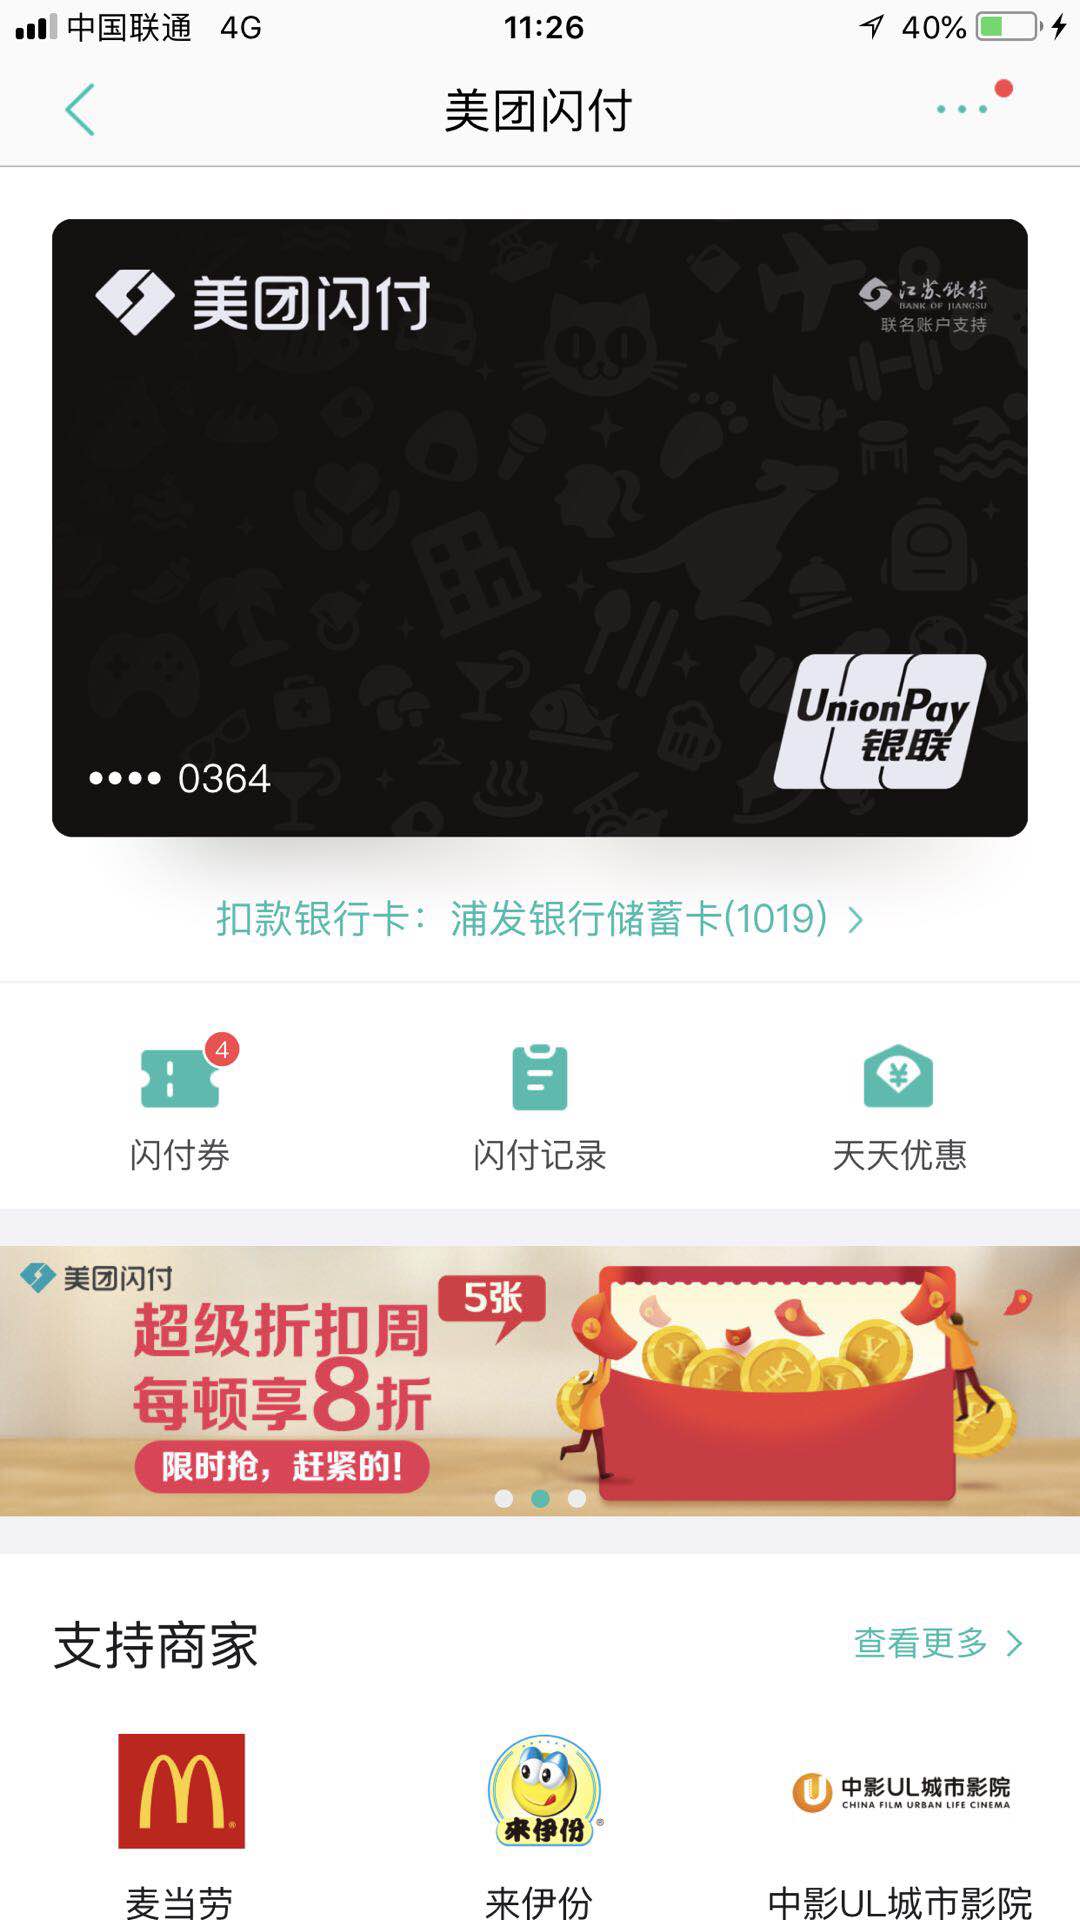 中国联通 4G 11:26 40%
美团闪付
美团闪付
江苏银行
BANK OF JIANGSU
联名账户支持
UnionPay
银联
•••• 0364
扣款银行卡：浦发银行储蓄卡(1019)
4
闪付券 闪付记录 天天优惠
美团闪付
超级折扣周 5张
每顿享8折
限时抢，赶紧的！
支持商家 查看更多
来伊份
中影UL城市影院
CHINA FILM URBAN LIFE CINEMA
麦当劳 来伊份 中影UL城市影院